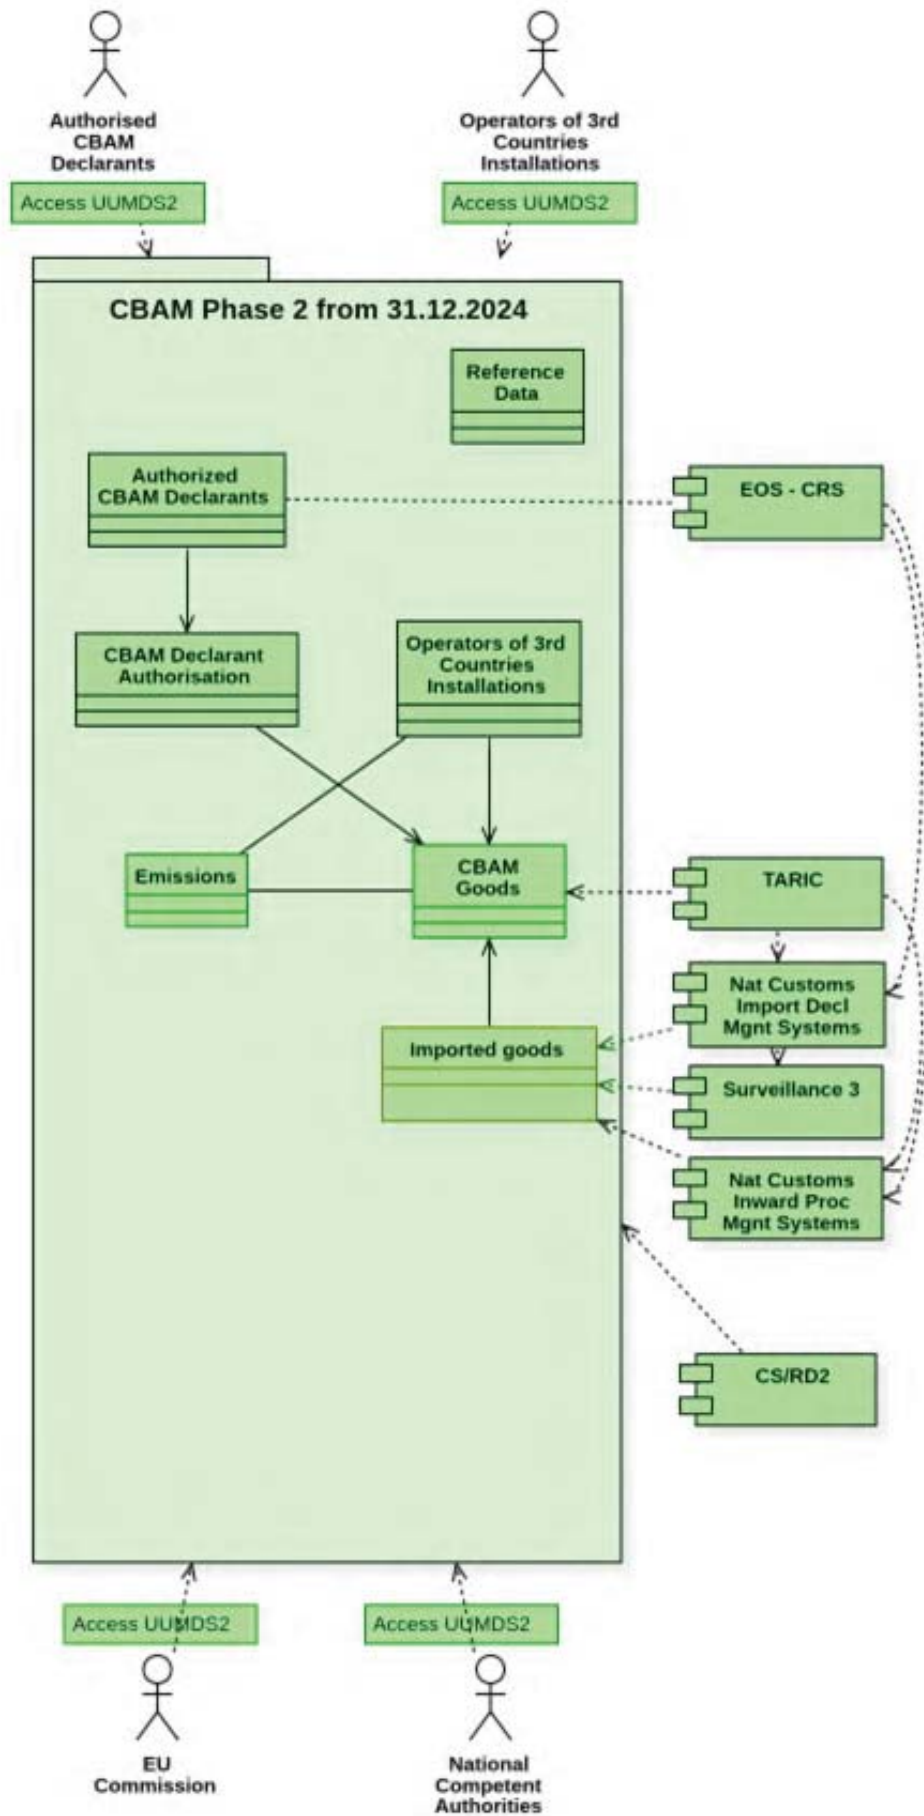 Authorised
CBAM
Declarants
Operators of 3rd
Countries
Installations
Access UUMDS2
Access UUMDS2
CBAM Phase 2 from 31.12.2024
Reference
Data
Authorized
CBAM Declarants
EOS - CRS
CBAM Declarant
Authorisation
Operators of 3rd
Countries
Installations
Emissions
CBAM
Goods
TARIC
Nat Customs
Import Decl
Mgnt Systems
Imported goods
Surveillance 3
Nat Customs
Inward Proc
Mgnt Systems
CS/RD2
Access UUMDS2
Access UUMDS2
EU
Commission
National
Competent
Authorities